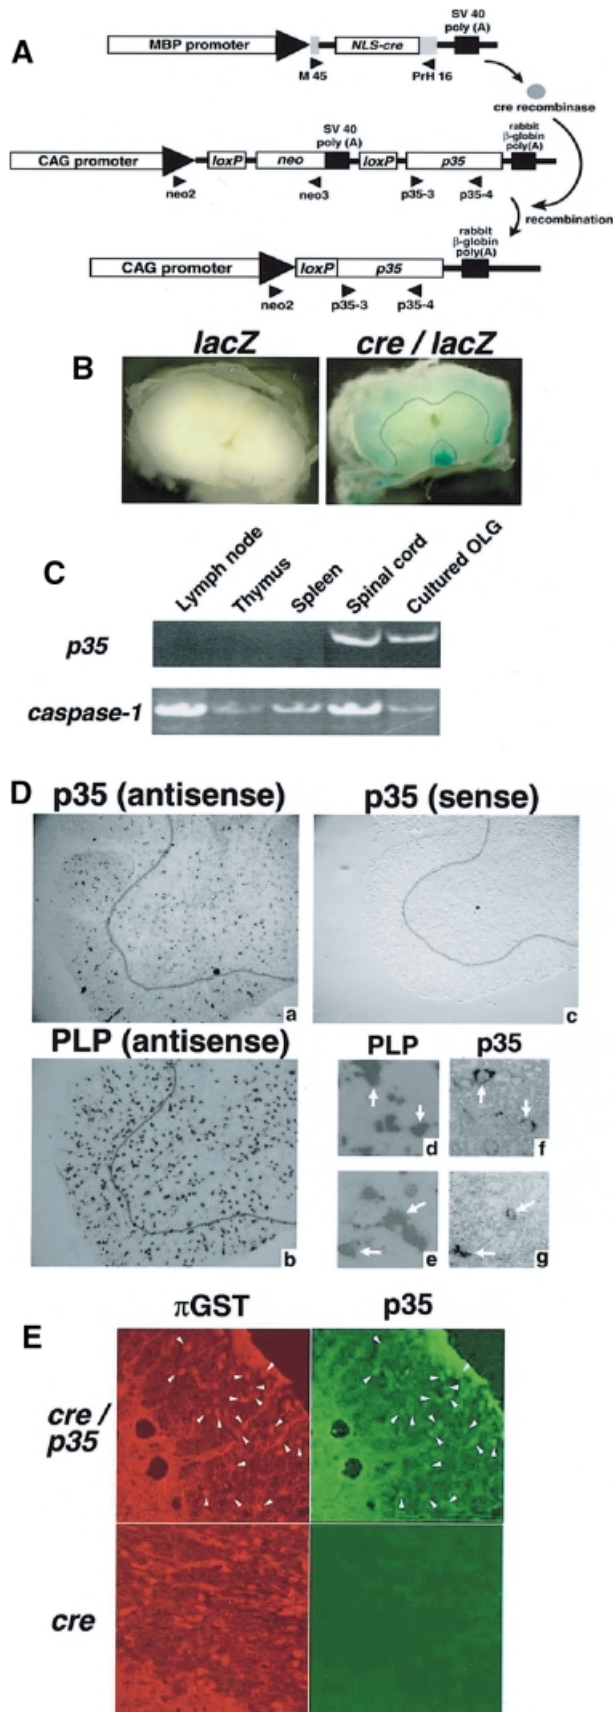 A
MBP promoter
NLS-cre
SV 40
poly (A)
M 45
PrH 16
cre recombinase
CAG promoter
loxP
neo
SV 40
poly (A)
loxP
p35
rabbit
β-globin
poly(A)
neo2
neo3
p35-3
p35-4
recombination
CAG promoter
loxP
p35
rabbit
β-globin
poly(A)
neo2
p35-3
p35-4
B
lacZ
cre / lacZ
C
Lymph node
Thymus
Spleen
Spinal cord
Cultured OLG
p35
caspase-1
D
p35 (antisense)
p35 (sense)
a
c
PLP (antisense)
PLP
p35
b
d
f
e
g
E
πGST
p35
cre /
p35
cre